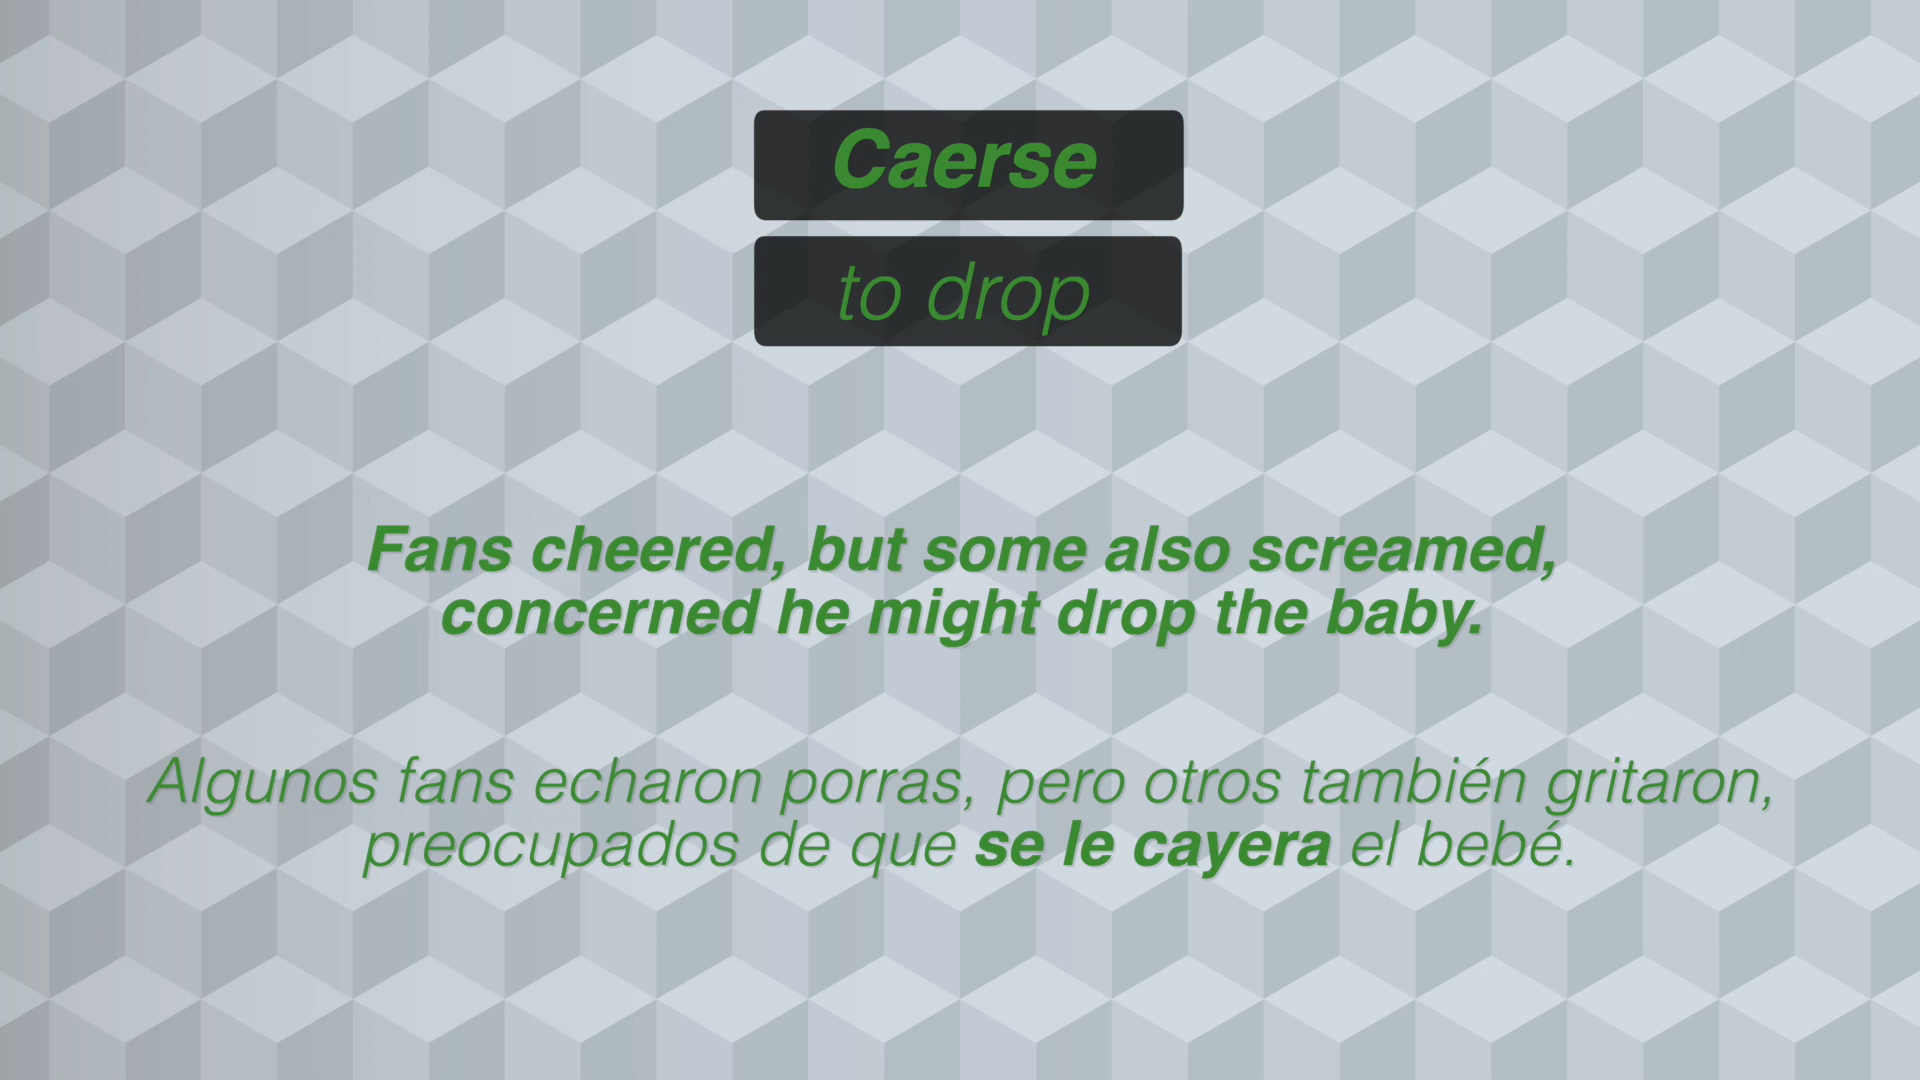 Caerse
to drop
Fans cheered, but some also screamed,
concerned he might drop the baby.
Algunos fans echaron porras, pero otros también gritaron,
preocupados de que se le cayera el bebé.